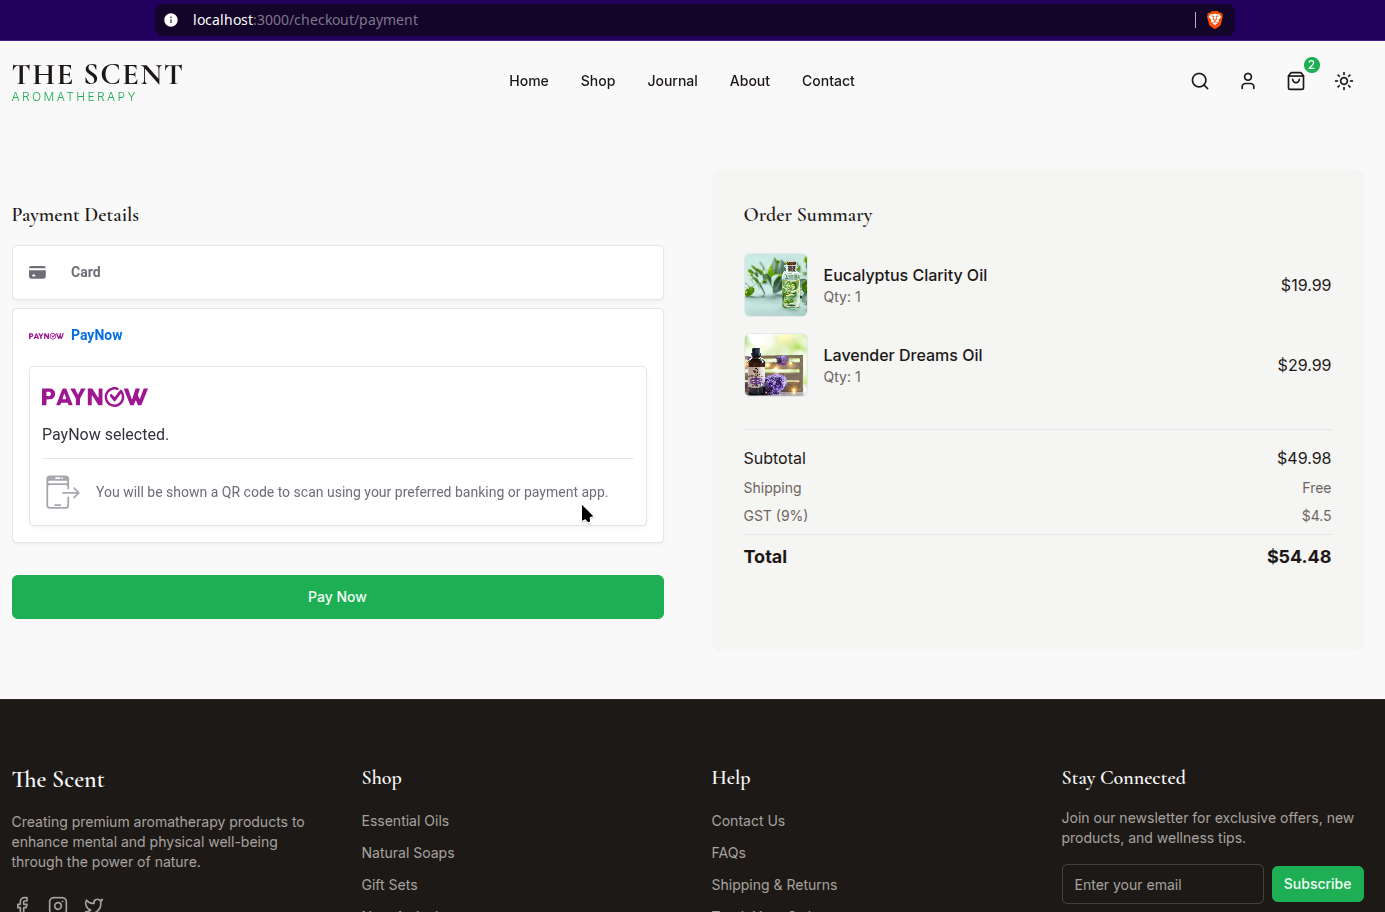 localhost:3000/checkout/payment
THE SCENT
AROMATHERAPY
Home
Shop
Journal
About
Contact
2
Payment Details
Card
PAYNOW
PayNow
PAYNOW
PayNow selected.
You will be shown a QR code to scan using your preferred banking or payment app.
Pay Now
Order Summary
Eucalyptus Clarity Oil
Qty: 1
$19.99
Lavender Dreams Oil
Qty: 1
$29.99
Subtotal
$49.98
Shipping
Free
GST (9%)
$4.5
Total
$54.48
The Scent
Creating premium aromatherapy products to
enhance mental and physical well-being
through the power of nature.
Shop
Essential Oils
Natural Soaps
Gift Sets
Help
Contact Us
FAQs
Shipping & Returns
Stay Connected
Join our newsletter for exclusive offers, new
products, and wellness tips.
Enter your email
Subscribe